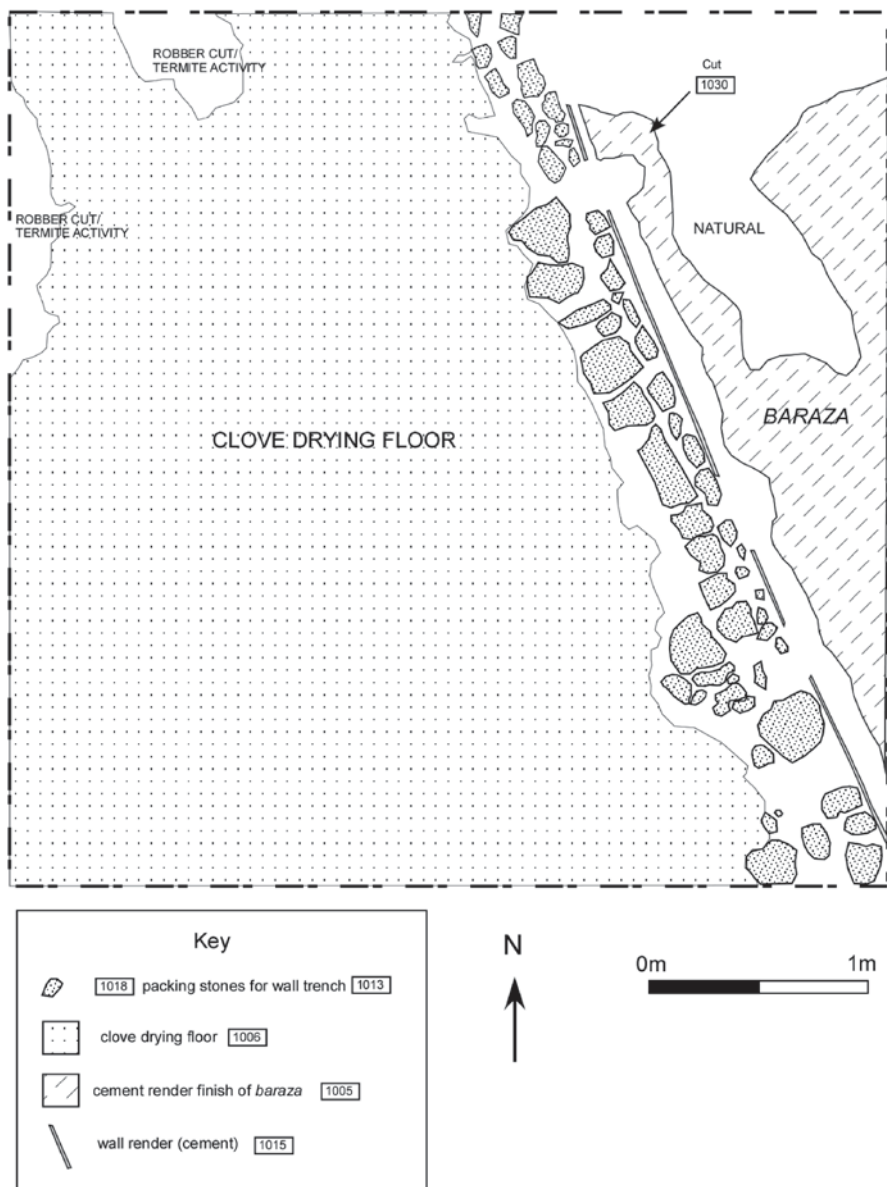 ROBBER CUT/
TERMITE ACTIVITY
Cut
1030
ROBBER CUT/
TERMITE ACTIVITY
NATURAL
CLOVE DRYING FLOOR
BARAZA
Key
1018 packing stones for wall trench 1013
clove drying floor 1006
cement render finish of baraza 1005
wall render (cement) 1015
N
0m 1m